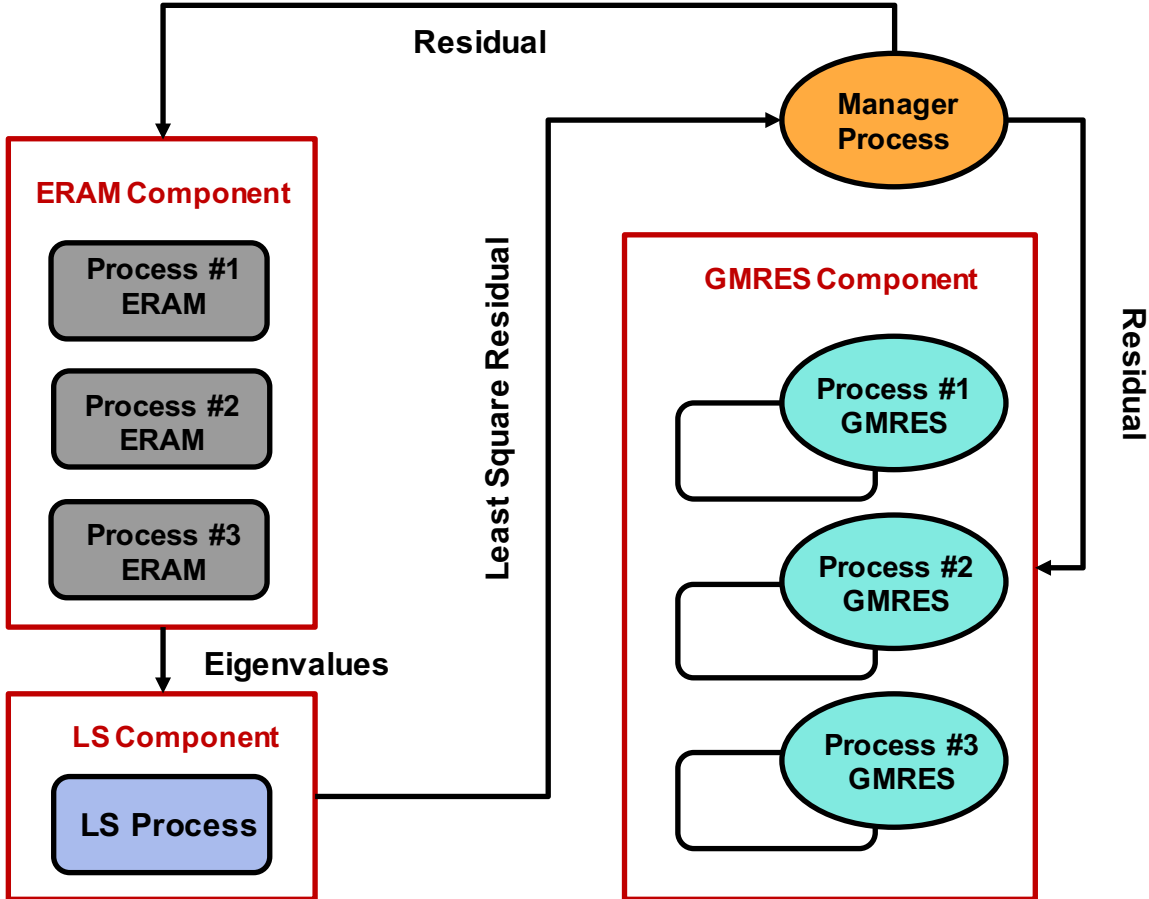 Residual
Manager
Process
ERAM Component
Process #1
ERAM
Process #2
ERAM
Process #3
ERAM
Eigenvalues
LS Component
LS Process
Least Square Residual
GMRES Component
Process #1
GMRES
Process #2
GMRES
Process #3
GMRES
Residual